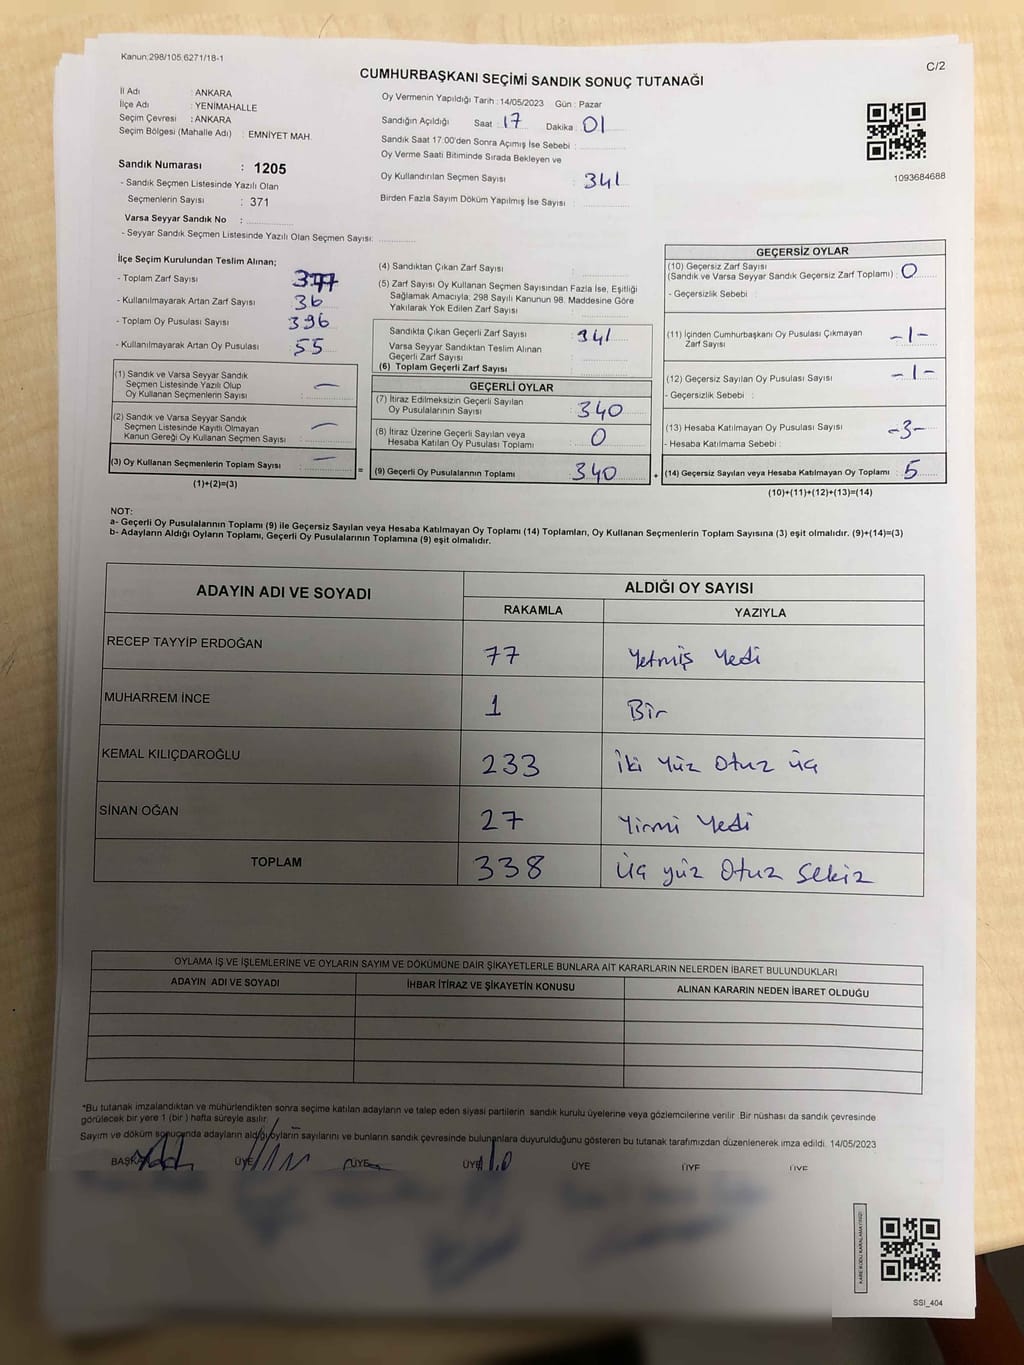 Kanun:298/105,6271/18-1
C/2
CUMHURBAŞKANI SEÇİMİ SANDIK SONUÇ TUTANAĞI
İl Adı : ANKARA
İlçe Adı : YENİMAHALLE
Seçim Çevresi : ANKARA
Seçim Bölgesi (Mahalle Adı) : EMNİYET MAH.
Sandık Numarası : 1205
- Sandık Seçmen Listesinde Yazılı Olan
Seçmenlerin Sayısı : 371
Varsa Seyyar Sandık No :
- Seyyar Sandık Seçmen Listesinde Yazılı Olan Seçmen Sayısı:
Oy Vermenin Yapıldığı Tarih : 14/05/2023 Gün : Pazar
Sandığın Açıldığı Saat : 17 Dakika : 01
Sandık Saat 17:00'den Sonra Açımış İse Sebebi :
Oy Verme Saati Bitiminde Sırada Bekleyen ve
Oy Kullandırılan Seçmen Sayısı : 341
Birden Fazla Sayım Döküm Yapılmış İse Sayısı :
1093684688
İlçe Seçim Kurulundan Teslim Alınan;
- Toplam Zarf Sayısı : 377
- Kullanılmayarak Artan Zarf Sayısı : 36
- Toplam Oy Pusulası Sayısı : 396
- Kullanılmayarak Artan Oy Pusulası : 55
(1) Sandık ve Varsa Seyyar Sandık
Seçmen Listesinde Yazılı Olup
Oy Kullanan Seçmenlerin Sayısı : —
(2) Sandık ve Varsa Seyyar Sandık
Seçmen Listesinde Kayıtlı Olmayan
Kanun Gereği Oy Kullanan Seçmen Sayısı : —
(3) Oy Kullanan Seçmenlerin Toplam Sayısı : —
(1)+(2)=(3)
(4) Sandıktan Çıkan Zarf Sayısı :
(5) Zarf Sayısı Oy Kullanan Seçmen Sayısından Fazla İse, Eşitliği
Sağlamak Amacıyla; 298 Sayılı Kanunun 98. Maddesine Göre
Yakılarak Yok Edilen Zarf Sayısı :
Sandıkta Çıkan Geçerli Zarf Sayısı : 341
Varsa Seyyar Sandıktan Teslim Alınan
Geçerli Zarf Sayısı :
(6) Toplam Geçerli Zarf Sayısı :
GEÇERLİ OYLAR
(7) İtiraz Edilmeksizin Geçerli Sayılan
Oy Pusulalarının Sayısı : 340
(8) İtiraz Üzerine Geçerli Sayılan veya
Hesaba Katılan Oy Pusulası Toplamı : 0
= (9) Geçerli Oy Pusulalarının Toplamı : 340 +
GEÇERSİZ OYLAR
(10) Geçersiz Zarf Sayısı
(Sandık ve Varsa Seyyar Sandık Geçersiz Zarf Toplamı) : 0
- Geçersizlik Sebebi :
(11) İçinden Cumhurbaşkanı Oy Pusulası Çıkmayan
Zarf Sayısı : -1-
(12) Geçersiz Sayılan Oy Pusulası Sayısı : -1-
- Geçersizlik Sebebi :
(13) Hesaba Katılmayan Oy Pusulası Sayısı : -3-
- Hesaba Katılmama Sebebi :
(14) Geçersiz Sayılan veya Hesaba Katılmayan Oy Toplamı : 5
(10)+(11)+(12)+(13)=(14)
NOT:
a- Geçerli Oy Pusulalarının Toplamı (9) ile Geçersiz Sayılan veya Hesaba Katılmayan Oy Toplamı (14) Toplamları, Oy Kullanan Seçmenlerin Toplam Sayısına (3) eşit olmalıdır. (9)+(14)=(3)
b- Adayların Aldığı Oyların Toplamı, Geçerli Oy Pusulalarının Toplamına (9) eşit olmalıdır.
ADAYIN ADI VE SOYADI ALDIĞI OY SAYISI
RAKAMLA YAZIYLA
RECEP TAYYİP ERDOĞAN 77 Yetmiş Yedi
MUHARREM İNCE 1 Bir
KEMAL KILIÇDAROĞLU 233 İki Yüz Otuz üç
SİNAN OĞAN 27 Yirmi Yedi
TOPLAM 338 Üç yüz Otuz Sekiz
OYLAMA İŞ VE İŞLEMLERİNE VE OYLARIN SAYIM VE DÖKÜMÜNE DAİR ŞİKAYETLERLE BUNLARA AİT KARARLARIN NELERDEN İBARET BULUNDUKLARI
ADAYIN ADI VE SOYADI İHBAR İTİRAZ VE ŞİKAYETİN KONUSU ALINAN KARARIN NEDEN İBARET OLDUĞU
*Bu tutanak imzalandıktan ve mühürlendikten sonra seçime katılan adayların ve talep eden siyasi partilerin sandık kurulu üyelerine veya gözlemcilerine verilir. Bir nüshası da sandık çevresinde
görülecek bir yere 1 (bir) hafta süreyle asılır.
Sayım ve döküm sonucunda adayların aldığı oyların sayılarını ve bunların sandık çevresinde bulunanlara duyurulduğunu gösteren bu tutanak tarafımızdan düzenlenerek imza edildi. 14/05/2023
BAŞKAN ÜYE ÜYE ÜYE ÜYE ÜYE ÜYE
KARE KODU KARALAMAYINIZ!
SSI_404